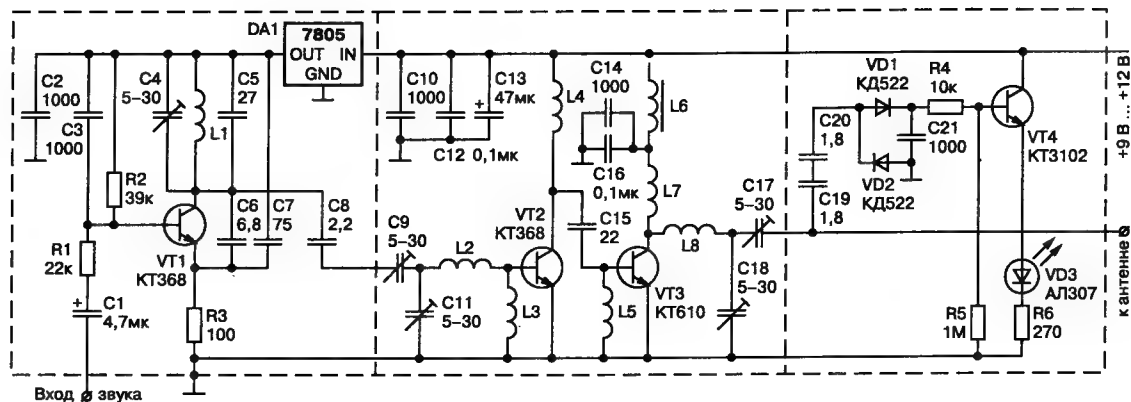 DA1
7805
OUT IN
GND
C2
1000
C3
1000
C4
5–30
L1
C5
27
R2
39к
R1
22к
VT1
КТ368
C6
6,8
C7
75
C8
2,2
C1
4,7мк
R3
100
Вход звука
C10
1000
C13
+ 47мк
C12 0,1мк
L4
C14
1000
L6
C16
0,1мк
L7
C9
5–30
L2
C11
5–30
L3
VT2
КТ368
C15
22
L5
VT3
КТ610
L8
C17
5–30
C18
5–30
VD1
КД522
R4
10к
C20
1,8
C21
1000
VD2
КД522
C19
1,8
VT4
КТ3102
VD3
АЛ307
R5
1М
R6
270
+9 В ... +12 В
к антенне
+